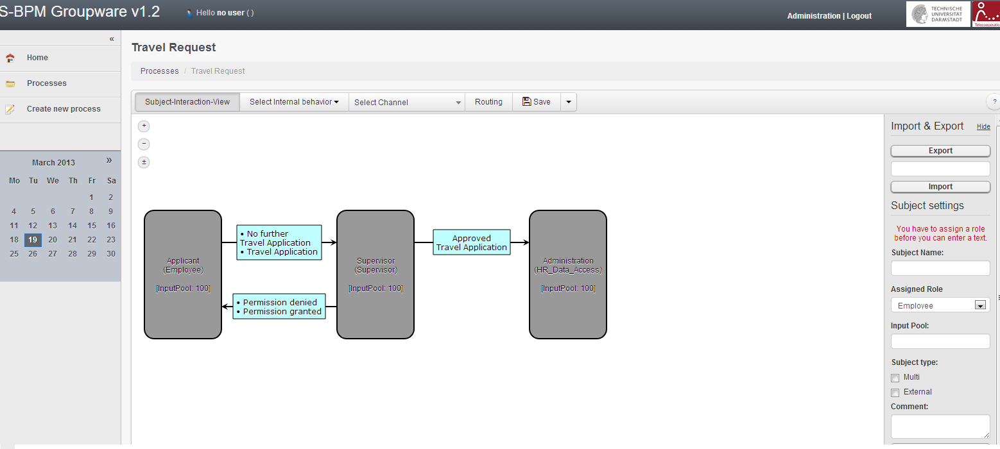 S-BPM Groupware v1.2
Hello no user ( )
Administration | Logout
TECHNISCHE
UNIVERSITÄT
DARMSTADT
Telecooperatio
«
Home
Processes
Create new process
March 2013 »
Mo Tu We Th Fr Sa
1 2
4 5 6 7 8 9
11 12 13 14 15 16
18 19 20 21 22 23
25 26 27 28 29 30
Travel Request
Processes / Travel Request
Subject-Interaction-View Select Internal behavior Select Channel Routing Save ?
+
−
±
Applicant
(Employee)
[InputPool: 100]
• No further
Travel Application
• Travel Application
• Permission denied
• Permission granted
Supervisor
(Supervisor)
[InputPool: 100]
Approved
Travel Application
Administration
(HR_Data_Access)
[InputPool: 100]
Import & Export Hide
Export
Import
Subject settings
You have to assign a role
before you can enter a text.
Subject Name:
Assigned Role
Employee
Input Pool:
Subject type:
Multi
External
Comment: